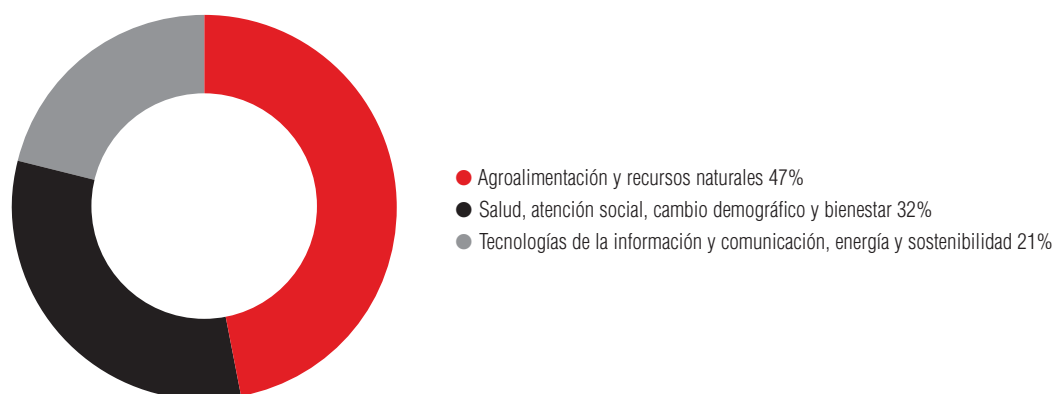 Agroalimentación y recursos naturales 47%
Salud, atención social, cambio demográfico y bienestar 32%
Tecnologías de la información y comunicación, energía y sostenibilidad 21%